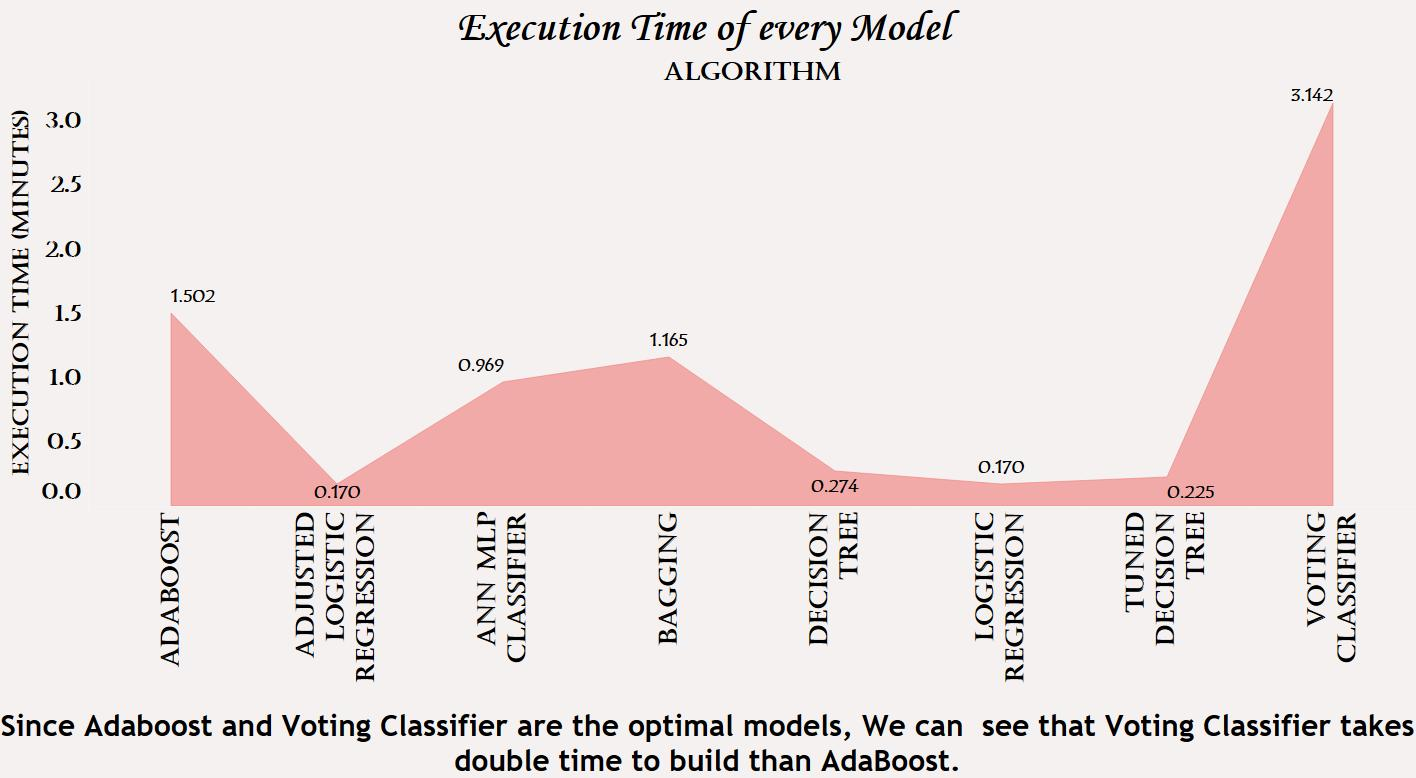 Execution Time of every Model
ALGORITHM
EXECUTION TIME (MINUTES)
3.0
2.5
2.0
1.5
1.0
0.5
0.0
1.502
0.170
0.969
1.165
0.274
0.170
0.225
3.142
ADABOOST
ADJUSTED
LOGISTIC
REGRESSION
ANN MLP
CLASSIFIER
BAGGING
DECISION
TREE
LOGISTIC
REGRESSION
TUNED
DECISION
TREE
VOTING
CLASSIFIER
Since Adaboost and Voting Classifier are the optimal models, We can  see that Voting Classifier takes
double time to build than AdaBoost.